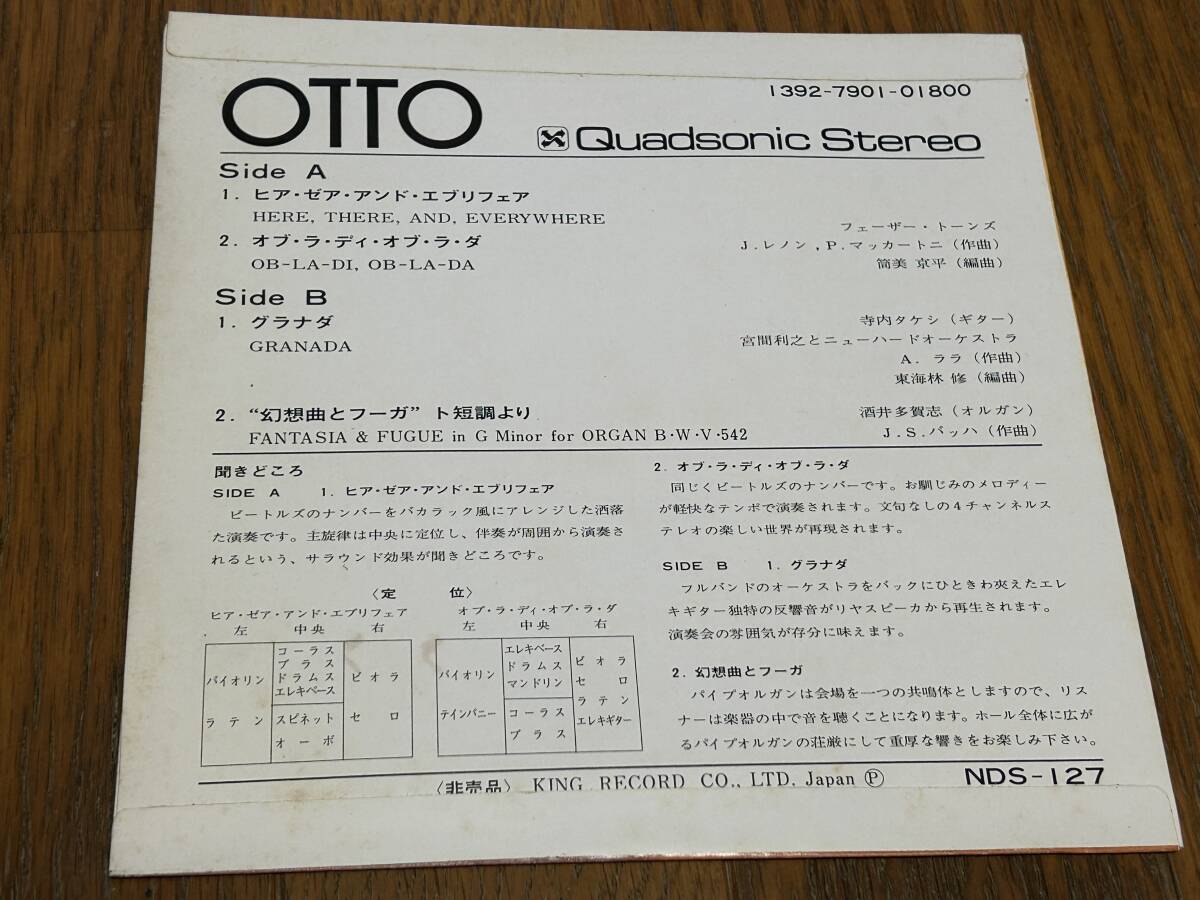 OTTO
1392-7901-01800
Quadsonic Stereo
Side A
1. ヒア・ゼア・アンド・エブリフェア
HERE, THERE, AND, EVERYWHERE
2. オブ・ラ・ディ・オブ・ラ・ダ
OB-LA-DI, OB-LA-DA
フェーザー・トーンズ
J.レノン,P.マッカートニ(作曲)
筒美 京平(編曲)
Side B
1. グラナダ
GRANADA
寺内タケシ(ギター)
宮間利之とニューハードオーケストラ
A. ララ(作曲)
東海林 修(編曲)
2. “幻想曲とフーガ” ト短調より
FANTASIA & FUGUE in G Minor for ORGAN B・W・V・542
酒井多賀志(オルガン)
J.S.バッハ(作曲)
聞きどころ
SIDE A 1. ヒア・ゼア・アンド・エブリフェア
ビートルズのナンバーをバカラック風にアレンジした洒落
た演奏です。主旋律は中央に定位し、伴奏が周囲から演奏さ
れるという、サラウンド効果が聞きどころです。
〈定 位〉
ヒア・ゼア・アンド・エブリフェア
左 中央 右
バイオリン
コーラス
ブラス
ドラムス
エレキベース
ビオラ
ラテン
スピネット
オーボ
セロ
オブ・ラ・ディ・オブ・ラ・ダ
左 中央 右
バイオリン
エレキベース
ドラムス
マンドリン
ビオラ
セロ
ラテン
エレキギター
テインパニー
コーラス
ブラス
2. オブ・ラ・ディ・オブ・ラ・ダ
同じくビートルズのナンバーです。お馴じみのメロディー
が軽快なテンポで演奏されます。文句なしの4チャンネルス
テレオの楽しい世界が再現されます。
SIDE B 1. グラナダ
フルバンドのオーケストラをバックにひときわ冴えたエレ
キギター独特の反響音がリヤスピーカから再生されます。
演奏会の雰囲気が存分に味えます。
2. 幻想曲とフーガ
パイプオルガンは会場を一つの共鳴体としますので、リス
ナーは楽器の中で音を聴くことになります。ホール全体に広が
るパイプオルガンの荘厳にして重厚な響きをお楽しみ下さい。
〈非売品〉 KING RECORD CO., LTD. Japan Ⓟ
NDS-127